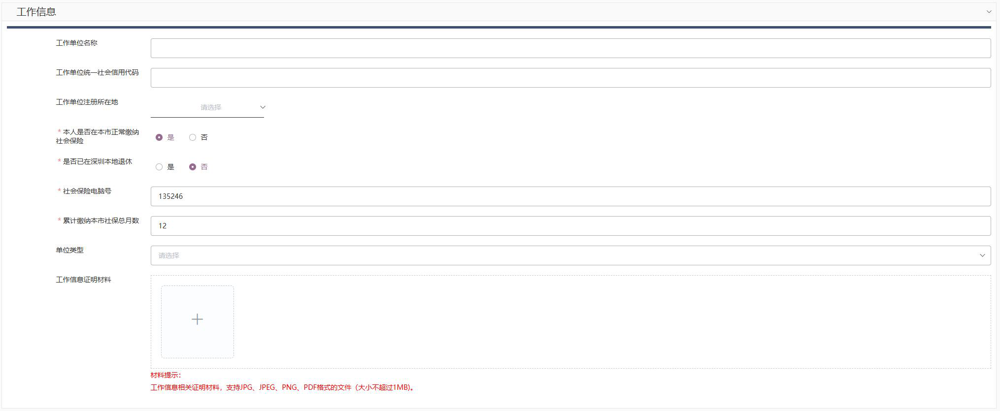 工作信息
工作单位名称
工作单位统一社会信用代码
工作单位注册所在地
请选择
* 本人是否在本市正常缴纳
社会保险
是 否
* 是否已在深圳本地退休
是 否
* 社会保险电脑号
135246
* 累计缴纳本市社保总月数
12
单位类型
请选择
工作信息证明材料
材料提示：
工作信息相关证明材料，支持JPG、JPEG、PNG、PDF格式的文件（大小不超过1MB）。